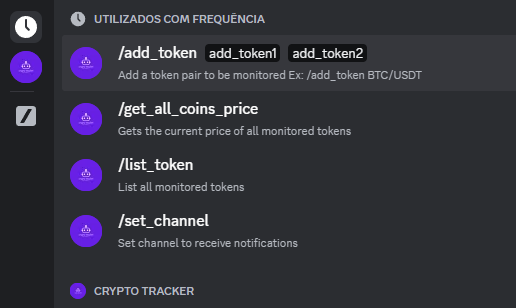 UTILIZADOS COM FREQUÊNCIA
/add_token add_token1 add_token2
Add a token pair to be monitored Ex: /add_token BTC/USDT
/get_all_coins_price
Gets the current price of all monitored tokens
/list_token
List all monitored tokens
/set_channel
Set channel to receive notifications
CRYPTO TRACKER